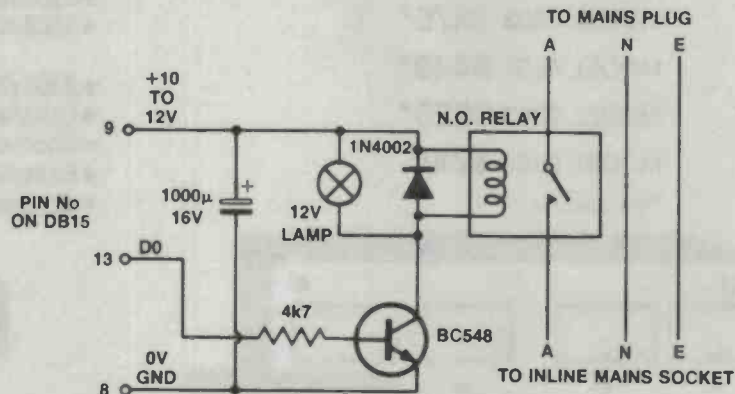 TO MAINS PLUG
A N E
+10
TO
12V
N.O. RELAY
9
1N4002
PIN No
ON DB15
1000µ
16V
+
12V
LAMP
13 D0
4k7
BC548
0V
GND
8
A N E
TO INLINE MAINS SOCKET